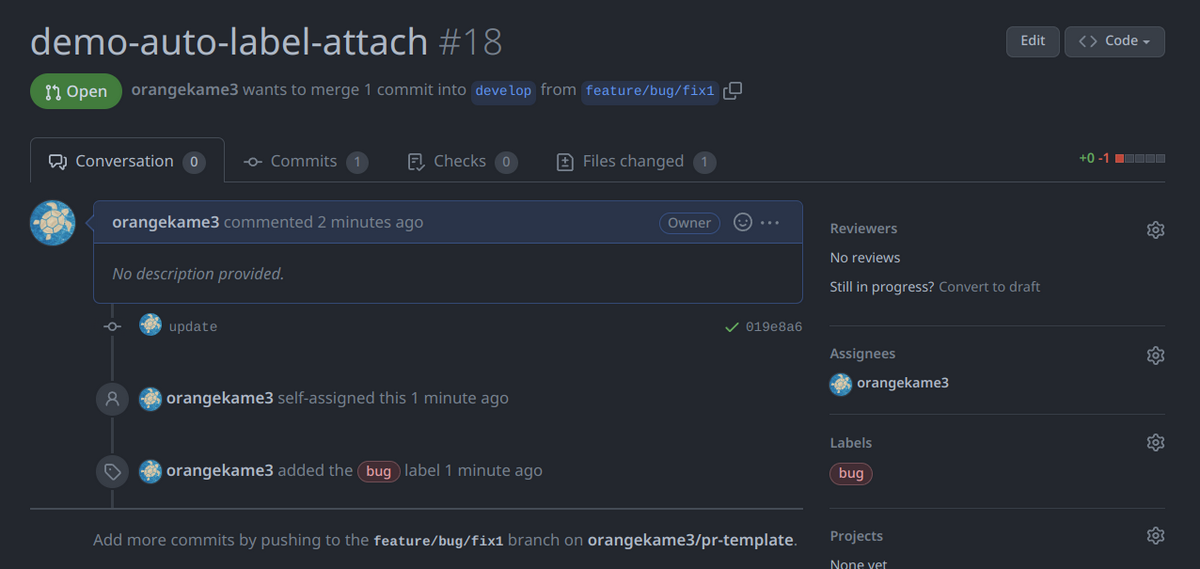 demo-auto-label-attach #18
Edit
Code
Open
orangekame3 wants to merge 1 commit into develop from feature/bug/fix1
Conversation 0
Commits 1
Checks 0
Files changed 1
+0 -1
orangekame3 commented 2 minutes ago
Owner
No description provided.
update
019e8a6
orangekame3 self-assigned this 1 minute ago
orangekame3 added the bug label 1 minute ago
Add more commits by pushing to the feature/bug/fix1 branch on orangekame3/pr-template.
Reviewers
No reviews
Still in progress? Convert to draft
Assignees
orangekame3
Labels
bug
Projects
None yet